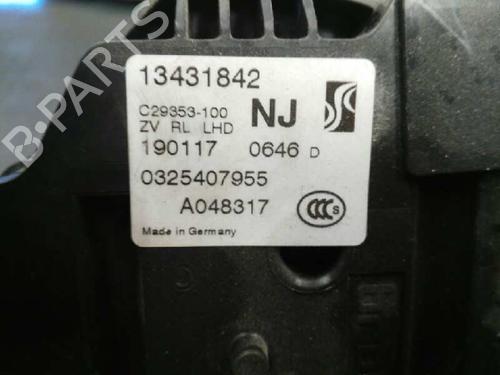 B-PARTS
13431842
C29353-100 NJ
ZV RL LHD
190117 0646 D
0325407955
A048317
CCC S
Made in Germany